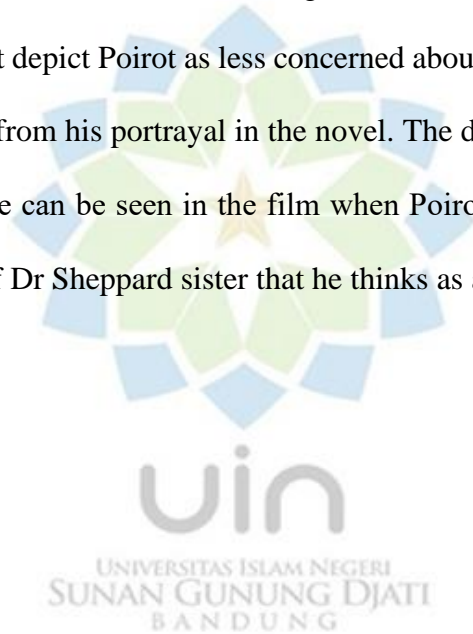 t depict Poirot as less concerned abou
from his portrayal in the novel. The d
e can be seen in the film when Poiro
f Dr Sheppard sister that he thinks as a
uin
UNIVERSITAS ISLAM NEGERI
SUNAN GUNUNG DJATI
BANDUNG